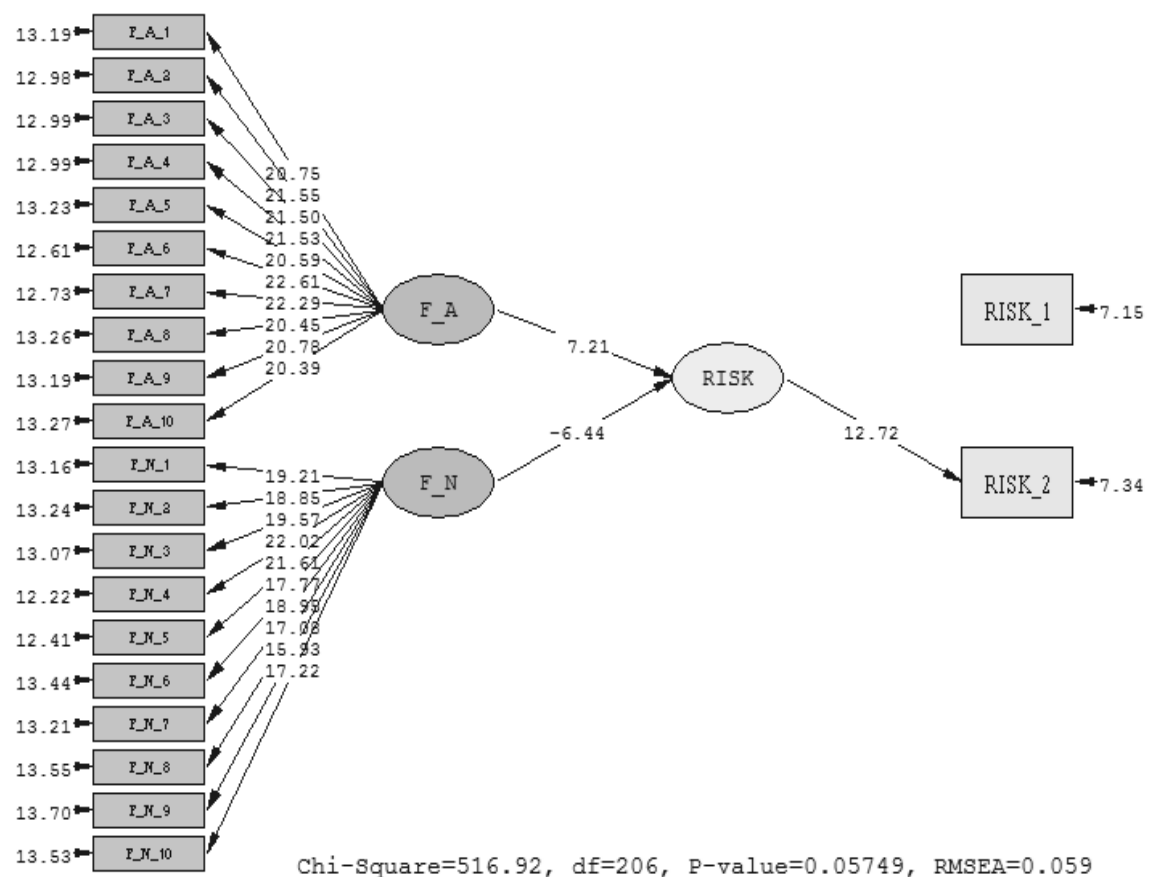 13.19 F_A_1
12.98 F_A_2
12.99 F_A_3
12.99 F_A_4
13.23 F_A_5
12.61 F_A_6
12.73 F_A_7
13.26 F_A_8
13.19 F_A_9
13.27 F_A_10
13.16 F_N_1
13.24 F_N_2
13.07 F_N_3
12.22 F_N_4
12.41 F_N_5
13.44 F_N_6
13.21 F_N_7
13.55 F_N_8
13.70 F_N_9
13.53 F_N_10
20.75
21.55
21.50
21.53
20.59
22.61
22.29
20.45
20.78
20.39
19.21
18.85
19.57
22.02
21.61
17.77
18.93
17.08
15.93
17.22
F_A
F_N
7.21
-6.44
RISK
12.72
RISK_1 7.15
RISK_2 7.34
Chi-Square=516.92, df=206, P-value=0.05749, RMSEA=0.059